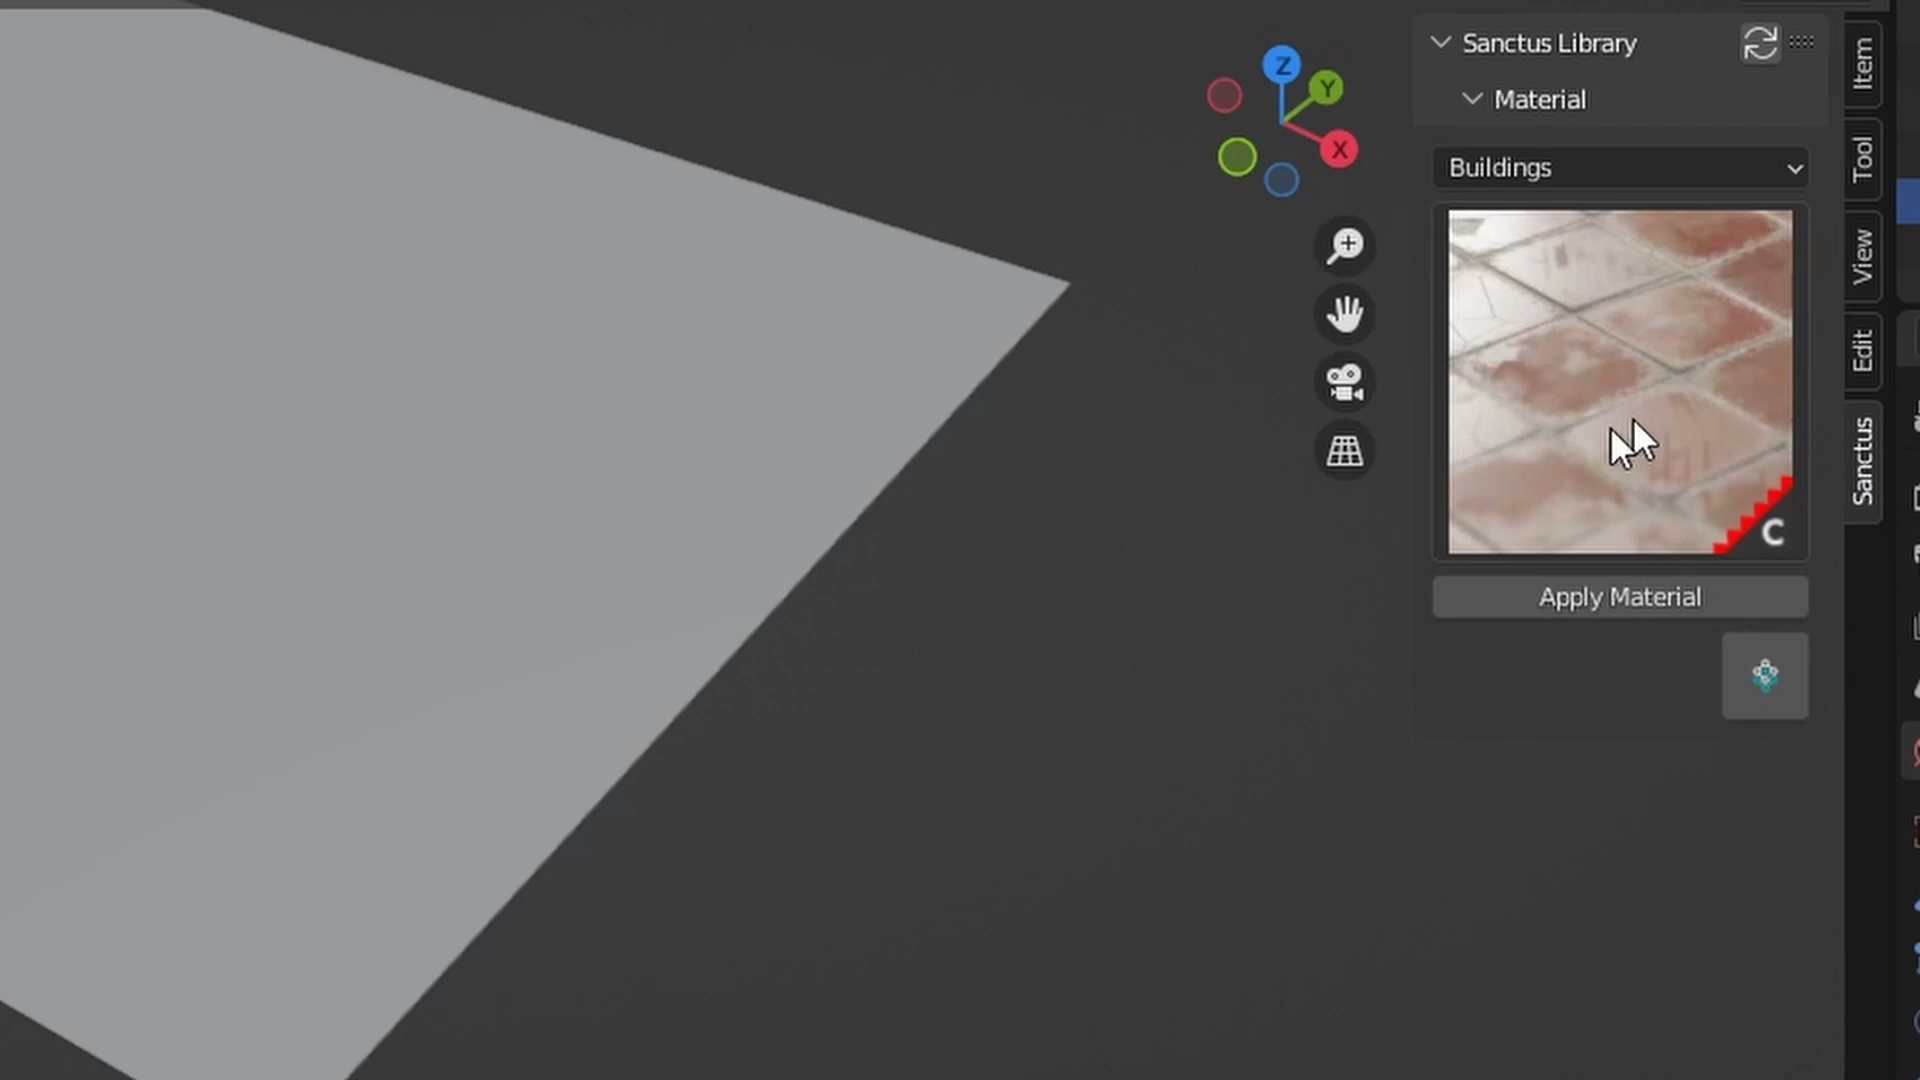 Sanctus Library
Material
Buildings
C
Apply Material
Z
Y
X
Item
Tool
View
Edit
Sanctus